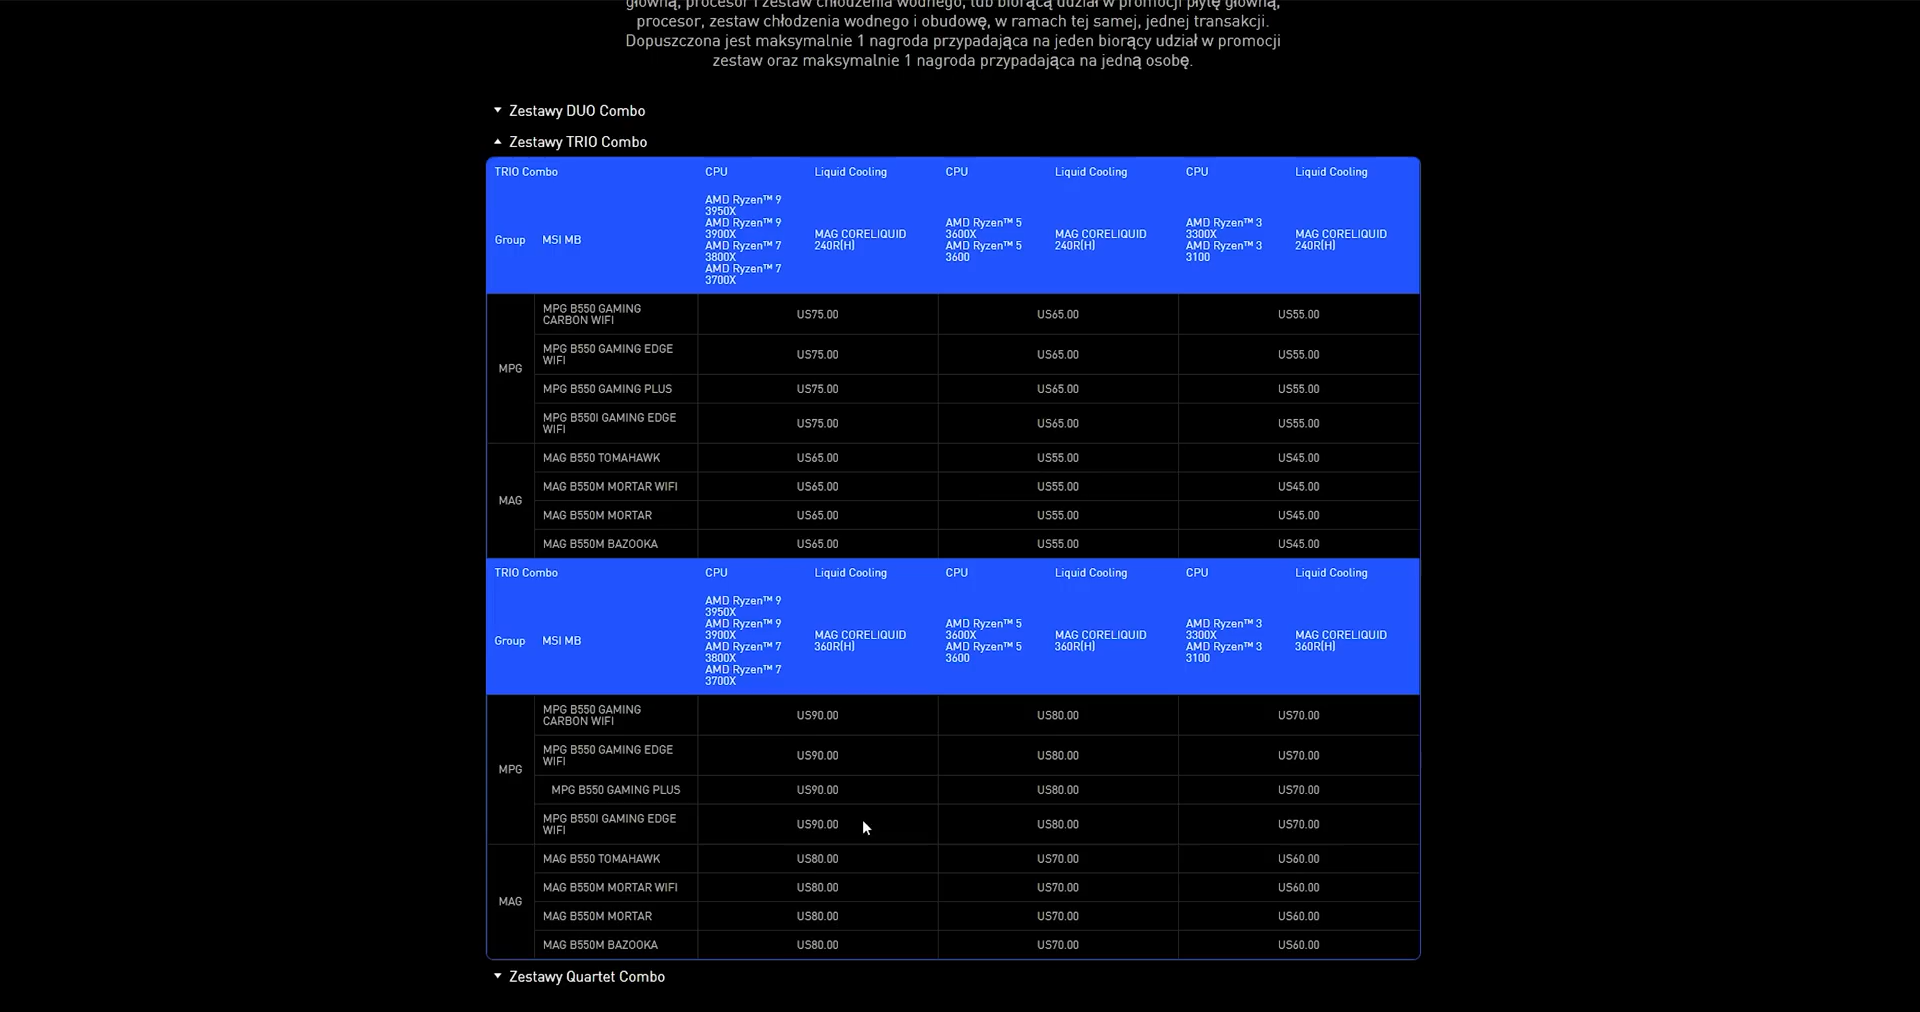 główną, procesor i zestaw chłodzenia wodnego, lub biorącą udział w promocji płytę główną,
procesor, zestaw chłodzenia wodnego i obudowę, w ramach tej samej, jednej transakcji.
Dopuszczona jest maksymalnie 1 nagroda przypadająca na jeden biorący udział w promocji
zestaw oraz maksymalnie 1 nagroda przypadająca na jedną osobę.
Zestawy DUO Combo
Zestawy TRIO Combo
TRIO Combo CPU Liquid Cooling CPU Liquid Cooling CPU Liquid Cooling
Group
MSI MB
AMD Ryzen™ 9
3950X
AMD Ryzen™ 9
3900X
AMD Ryzen™ 7
3800X
AMD Ryzen™ 7
3700X
MAG CORELIQUID
240R(H)
AMD Ryzen™ 5
3600X
AMD Ryzen™ 5
3600
MAG CORELIQUID
240R(H)
AMD Ryzen™ 3
3300X
AMD Ryzen™ 3
3100
MAG CORELIQUID
240R(H)
MPG
MPG B550 GAMING
CARBON WIFI
US75.00 US65.00 US55.00
MPG B550 GAMING EDGE
WIFI
US75.00 US65.00 US55.00
MPG B550 GAMING PLUS US75.00 US65.00 US55.00
MPG B550I GAMING EDGE
WIFI
US75.00 US65.00 US55.00
MAG
MAG B550 TOMAHAWK US65.00 US55.00 US45.00
MAG B550M MORTAR WIFI US65.00 US55.00 US45.00
MAG B550M MORTAR US65.00 US55.00 US45.00
MAG B550M BAZOOKA US65.00 US55.00 US45.00
TRIO Combo CPU Liquid Cooling CPU Liquid Cooling CPU Liquid Cooling
Group
MSI MB
AMD Ryzen™ 9
3950X
AMD Ryzen™ 9
3900X
AMD Ryzen™ 7
3800X
AMD Ryzen™ 7
3700X
MAG CORELIQUID
360R(H)
AMD Ryzen™ 5
3600X
AMD Ryzen™ 5
3600
MAG CORELIQUID
360R(H)
AMD Ryzen™ 3
3300X
AMD Ryzen™ 3
3100
MAG CORELIQUID
360R(H)
MPG
MPG B550 GAMING
CARBON WIFI
US90.00 US80.00 US70.00
MPG B550 GAMING EDGE
WIFI
US90.00 US80.00 US70.00
MPG B550 GAMING PLUS US90.00 US80.00 US70.00
MPG B550I GAMING EDGE
WIFI
US90.00 US80.00 US70.00
MAG
MAG B550 TOMAHAWK US80.00 US70.00 US60.00
MAG B550M MORTAR WIFI US80.00 US70.00 US60.00
MAG B550M MORTAR US80.00 US70.00 US60.00
MAG B550M BAZOOKA US80.00 US70.00 US60.00
Zestawy Quartet Combo